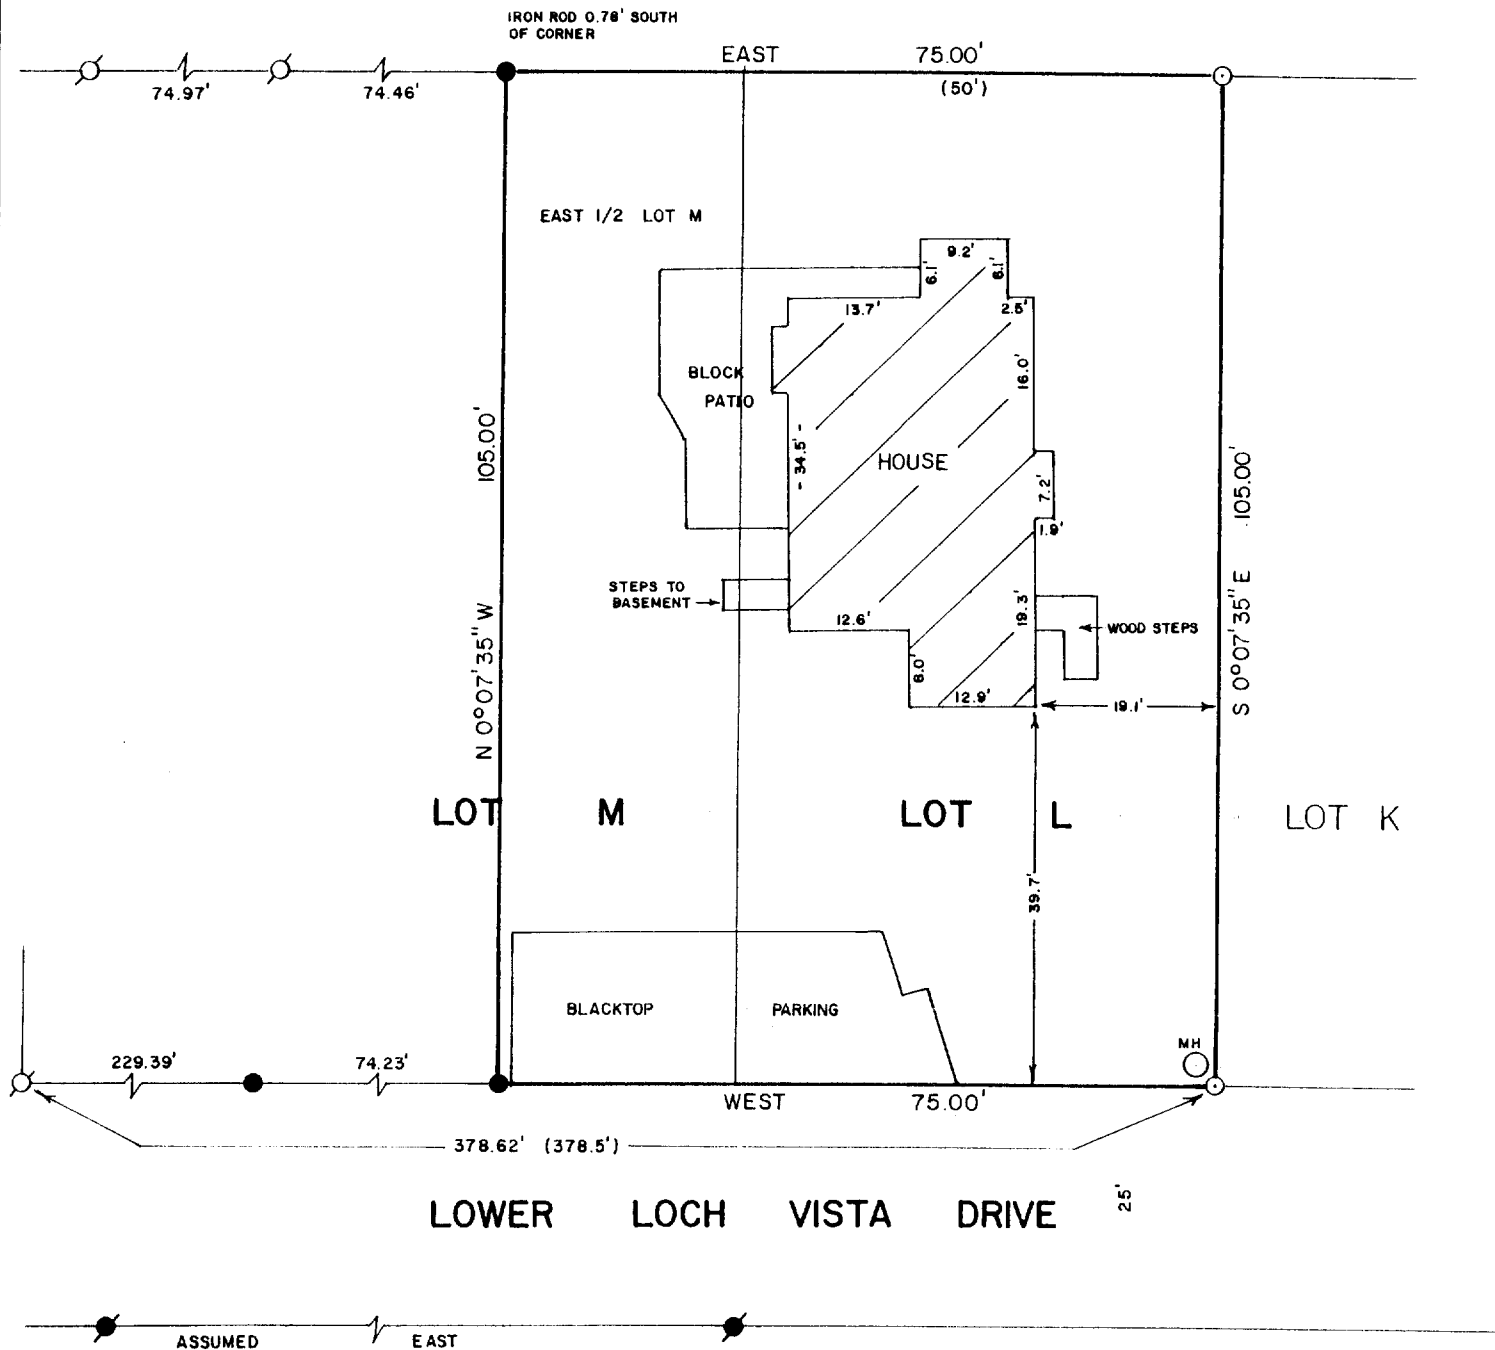 IRON ROD 0.78' SOUTH
OF CORNER
EAST 75.00'
(50')
74.97' 74.46'
EAST 1/2 LOT M
9.2'
6.1' 6.1'
13.7' 2.5'
16.0'
BLOCK
PATIO
- 34.5' -
HOUSE
7.2'
1.9'
N 0°07'35" W 105.00'
S 0°07'35" E 105.00'
STEPS TO
BASEMENT
12.6'
19.3'
WOOD STEPS
8.0'
12.9'
19.1'
LOT M LOT L LOT K
39.7'
BLACKTOP PARKING
MH
229.39' 74.23'
WEST 75.00'
378.62' (378.5')
LOWER LOCH VISTA DRIVE 25'
ASSUMED EAST